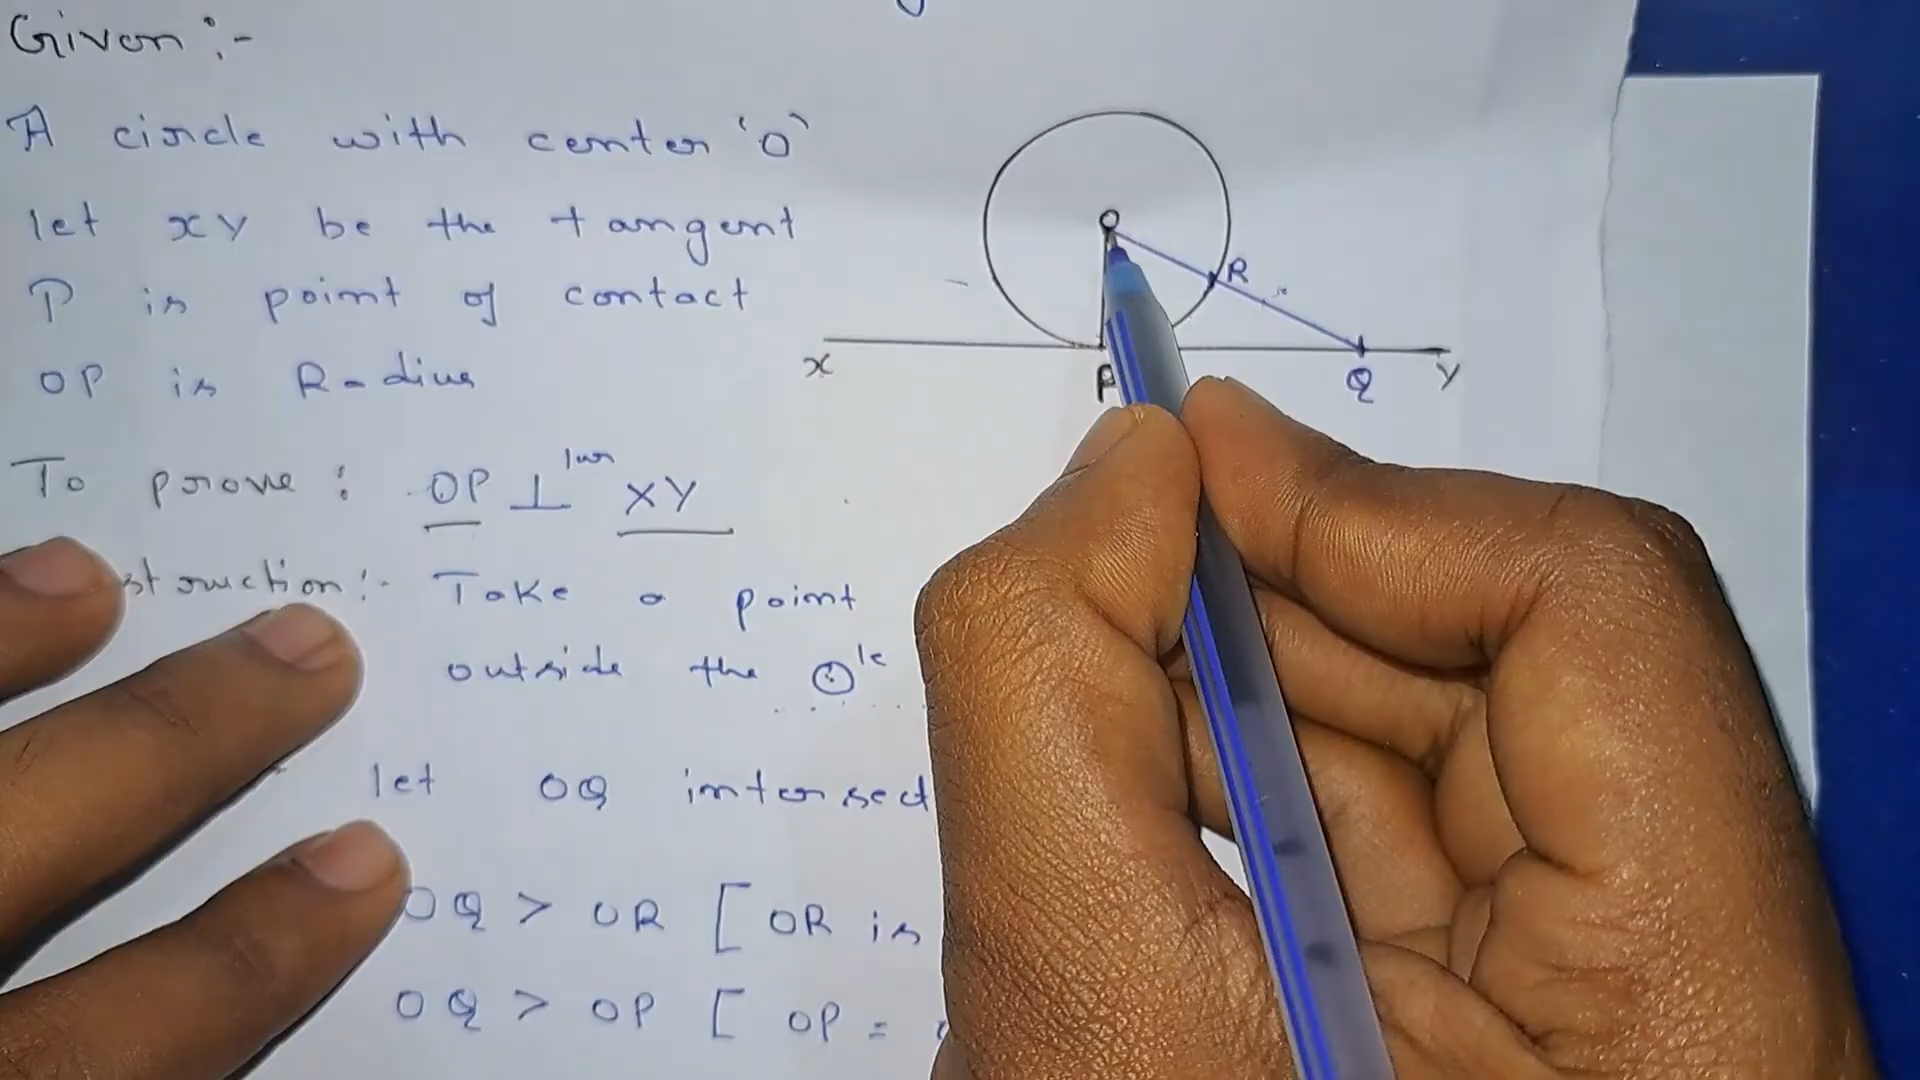 Given :-
A circle with center 'O'
let XY be the tangent
P is point of contact
OP is Radius
To prove : OP ⊥lar XY
struction :- Take a point
outside the ⊙le
let OQ intersect
OQ > OR [ OR is
OQ > OP [ OP =
O
R
X
P
Q
Y